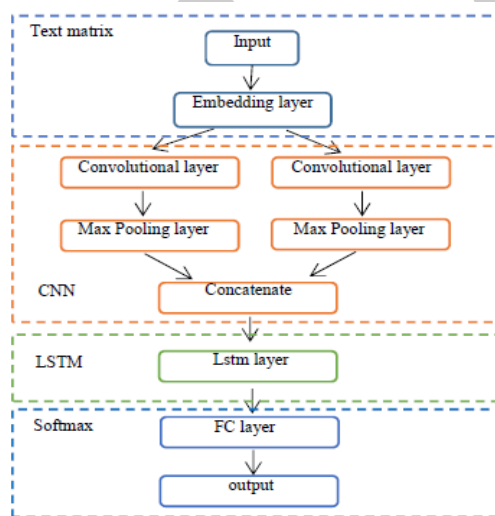 Text matrix
Input
Embedding layer
Convolutional layer
Convolutional layer
Max Pooling layer
Max Pooling layer
CNN
Concatenate
LSTM
Lstm layer
Softmax
FC layer
output